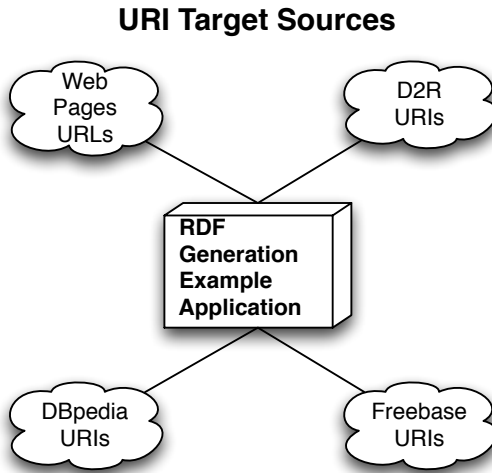 URI Target Sources
Web
Pages
URLs
D2R
URIs
RDF
Generation
Example
Application
DBpedia
URIs
Freebase
URIs